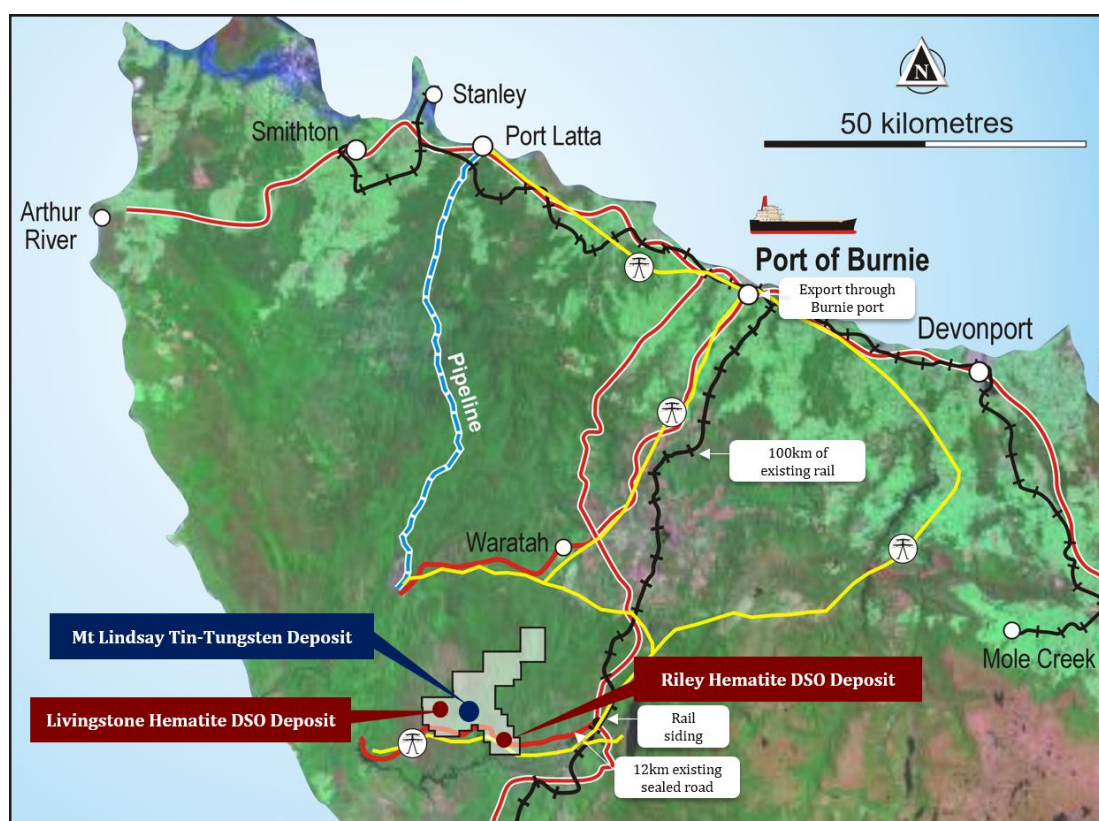 N
50 kilometres
Stanley
Smithton
Port Latta
Arthur
River
Port of Burnie
Export through
Burnie port
Devonport
Pipeline
100km of
existing rail
Waratah
Mt Lindsay Tin-Tungsten Deposit
Mole Creek
Riley Hematite DSO Deposit
Livingstone Hematite DSO Deposit
Rail
siding
12km existing
sealed road